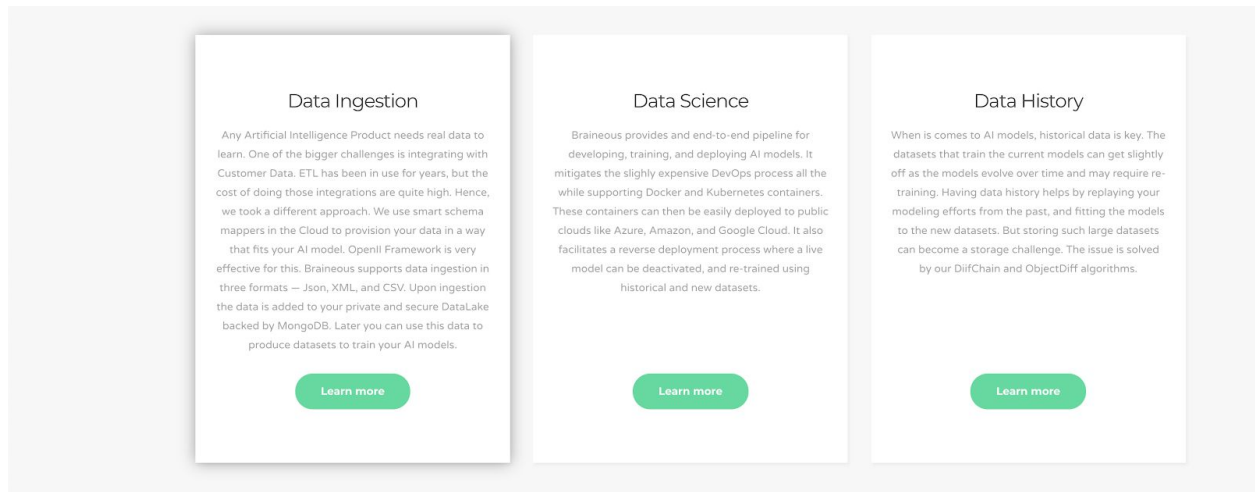 Data Ingestion
Any Artificial Intelligence Product needs real data to
learn. One of the bigger challenges is integrating with
Customer Data. ETL has been in use for years, but the
cost of doing those integrations are quite high. Hence,
we took a different approach. We use smart schema
mappers in the Cloud to provision your data in a way
that fits your AI model. OpenII Framework is very
effective for this. Braineous supports data ingestion in
three formats — Json, XML, and CSV. Upon ingestion
the data is added to your private and secure DataLake
backed by MongoDB. Later you can use this data to
produce datasets to train your AI models.
Learn more
Data Science
Braineous provides and end-to-end pipeline for
developing, training, and deploying AI models. It
mitigates the slighly expensive DevOps process all the
while supporting Docker and Kubernetes containers.
These containers can then be easily deployed to public
clouds like Azure, Amazon, and Google Cloud. It also
facilitates a reverse deployment process where a live
model can be deactivated, and re-trained using
historical and new datasets.
Learn more
Data History
When is comes to AI models, historical data is key. The
datasets that train the current models can get slightly
off as the models evolve over time and may require re-
training. Having data history helps by replaying your
modeling efforts from the past, and fitting the models
to the new datasets. But storing such large datasets
can become a storage challenge. The issue is solved
by our DiifChain and ObjectDiff algorithms.
Learn more